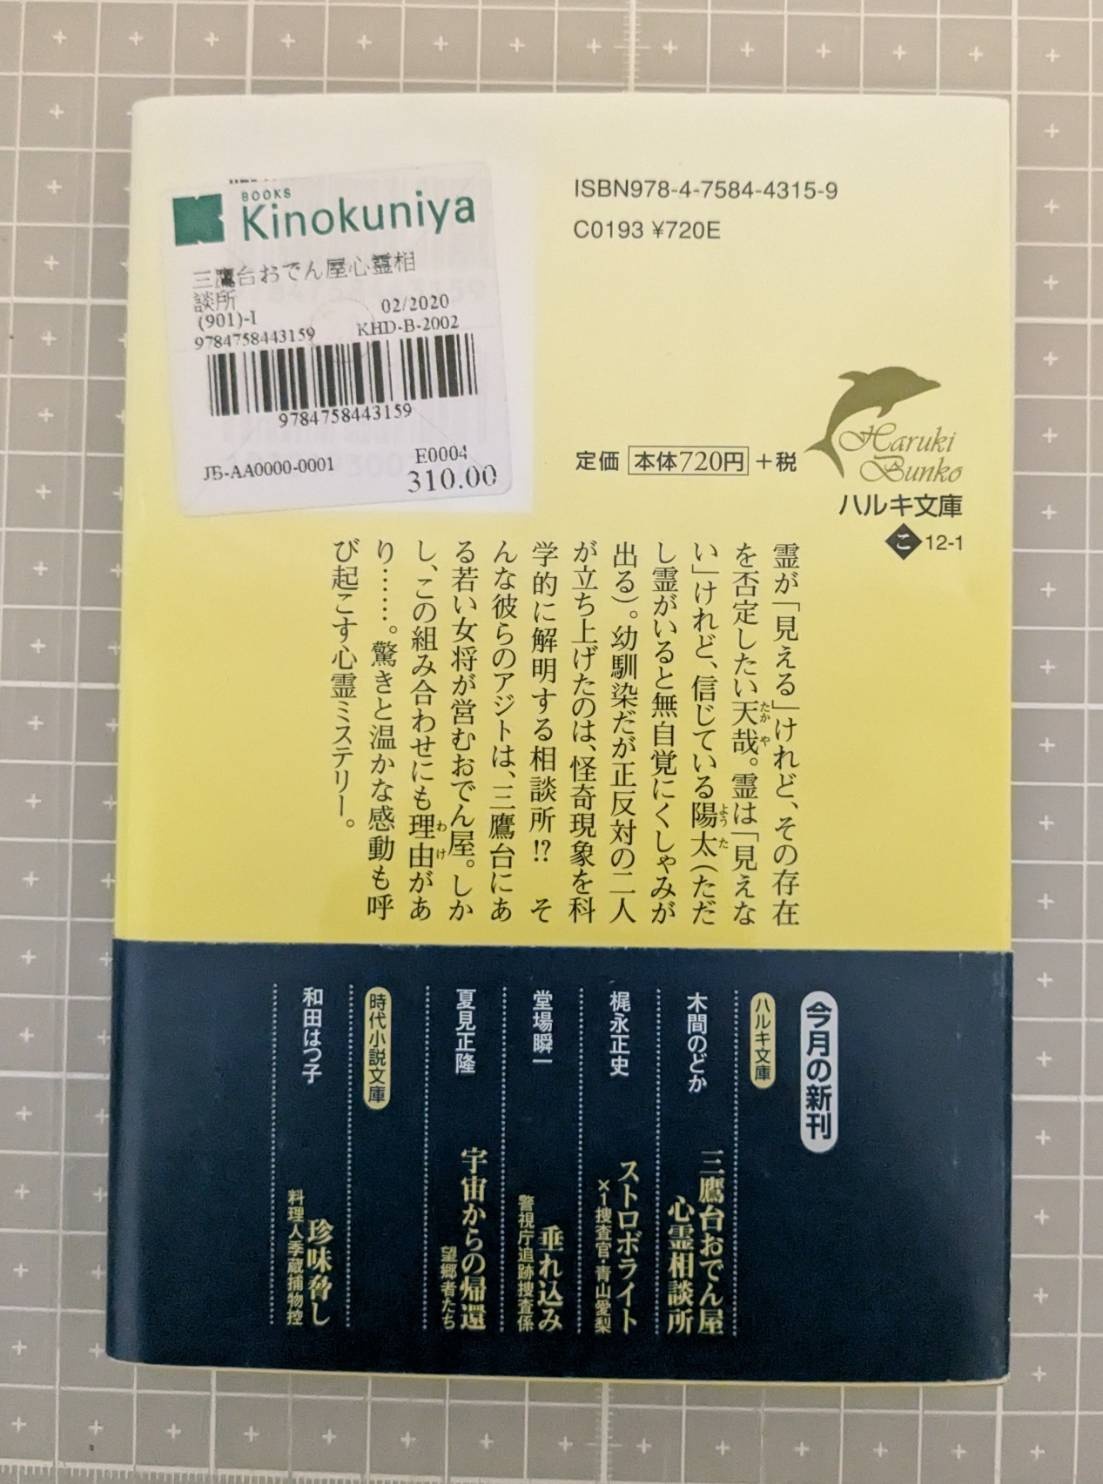 BOOKS
Kinokuniya
三鷹台おでん屋心霊相
談所
(901)-I
02/2020
9784758443159
KHD-B-2002
9784758443159
JB-AA0000-0001
E0004
310.00
ISBN978-4-7584-4315-9
C0193 ¥720E
定価 本体720円 +税
Haruki
Bunko
ハルキ文庫
こ 12-1
霊が「見える」けれど、その存在
を否定したい天哉。霊は「見えな
たかや
い」けれど、信じている陽太(ただ
ようた
し霊がいると無自覚にくしゃみが
出る)。幼馴染だが正反対の二人
が立ち上げたのは、怪奇現象を科
学的に解明する相談所!? そ
んな彼らのアジトは、三鷹台にあ
る若い女将が営むおでん屋。しか
し、この組み合わせにも理由があ
わけ
り……。驚きと温かな感動も呼
び起こす心霊ミステリー。
今月の新刊
ハルキ文庫
木間のどか
三鷹台おでん屋
心霊相談所
梶永正史
ストロボライト
×1捜査官・青山愛梨
堂場瞬一
垂れ込み
警視庁追跡捜査係
夏見正隆
宇宙からの帰還
望郷者たち
時代小説文庫
和田はつ子
珍味脅し
料理人季蔵捕物控